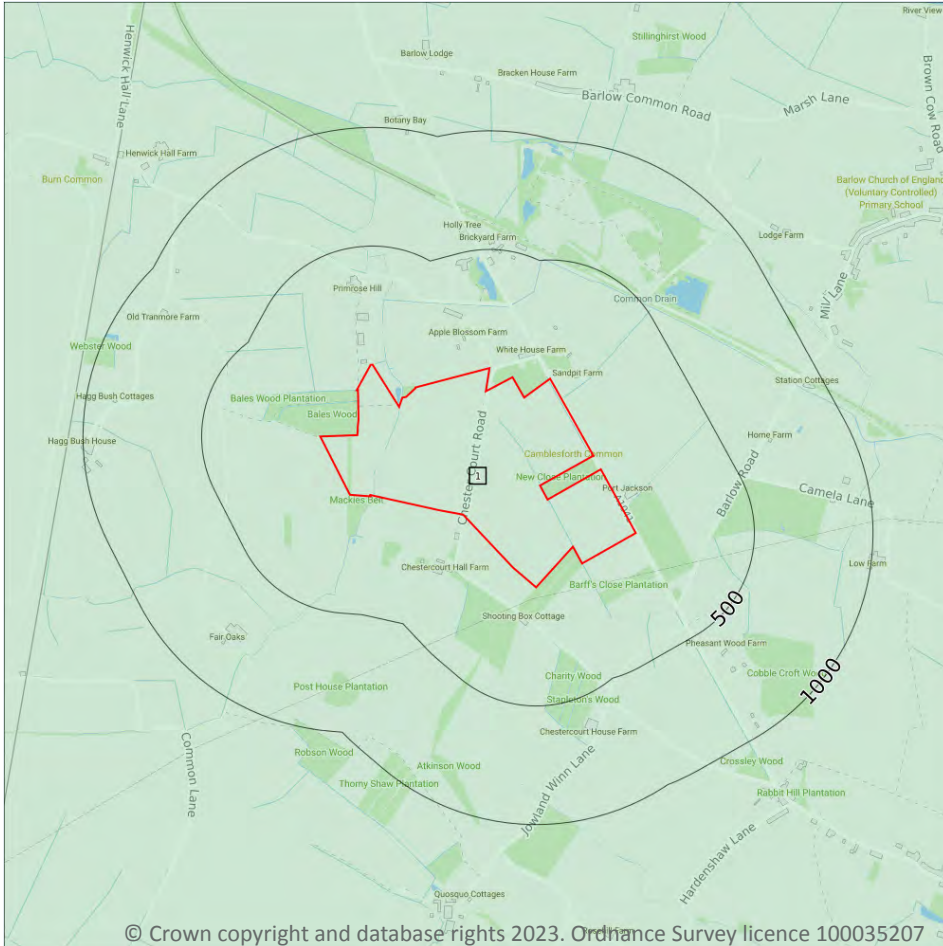 River View
Stillinghirst Wood
Henwick Hall Lane
Barlow Lodge
Bracken House Farm
Brown Cow Road
Barlow Common Road
Marsh Lane
Botany Bay
Henwick Hall Farm
Burn Common
Barlow Church of England
(Voluntary Controlled)
Primary School
Holly Tree
Brickyard Farm
Lodge Farm
Primrose Hill
Common Drain
Mill Lane
Old Tranmore Farm
Apple Blossom Farm
Webster Wood
White House Farm
Sandpit Farm
Station Cottages
Hagg Bush Cottages
Bales Wood Plantation
Bales Wood
Hagg Bush House
Home Farm
Chester Court Road
Camblesforth Common
1
New Close Plantation
Port Jackson
A1041
Barlow Road
Camela Lane
Mackies Belt
Chestercourt Hall Farm
Low Farm
Barff's Close Plantation
500
Shooting Box Cottage
Fair Oaks
Pheasant Wood Farm
Charity Wood
Cobble Croft Wood
1000
Post House Plantation
Stapleton's Wood
Chestercourt House Farm
Common Lane
Robson Wood
Atkinson Wood
Crossley Wood
Thorny Shaw Plantation
Jowland Winn Lane
Rabbit Hill Plantation
Hardenshaw Lane
Quosquo Cottages
© Crown copyright and database rights 2023. Ordnance Survey licence 100035207